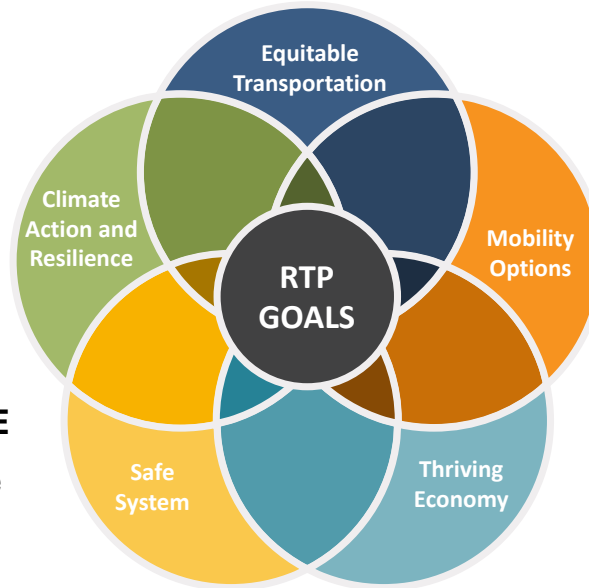 Equitable
Transportation
Climate
Action and
Resilience
Mobility
Options
RTP
GOALS
E
Safe
System
Thriving
Economy